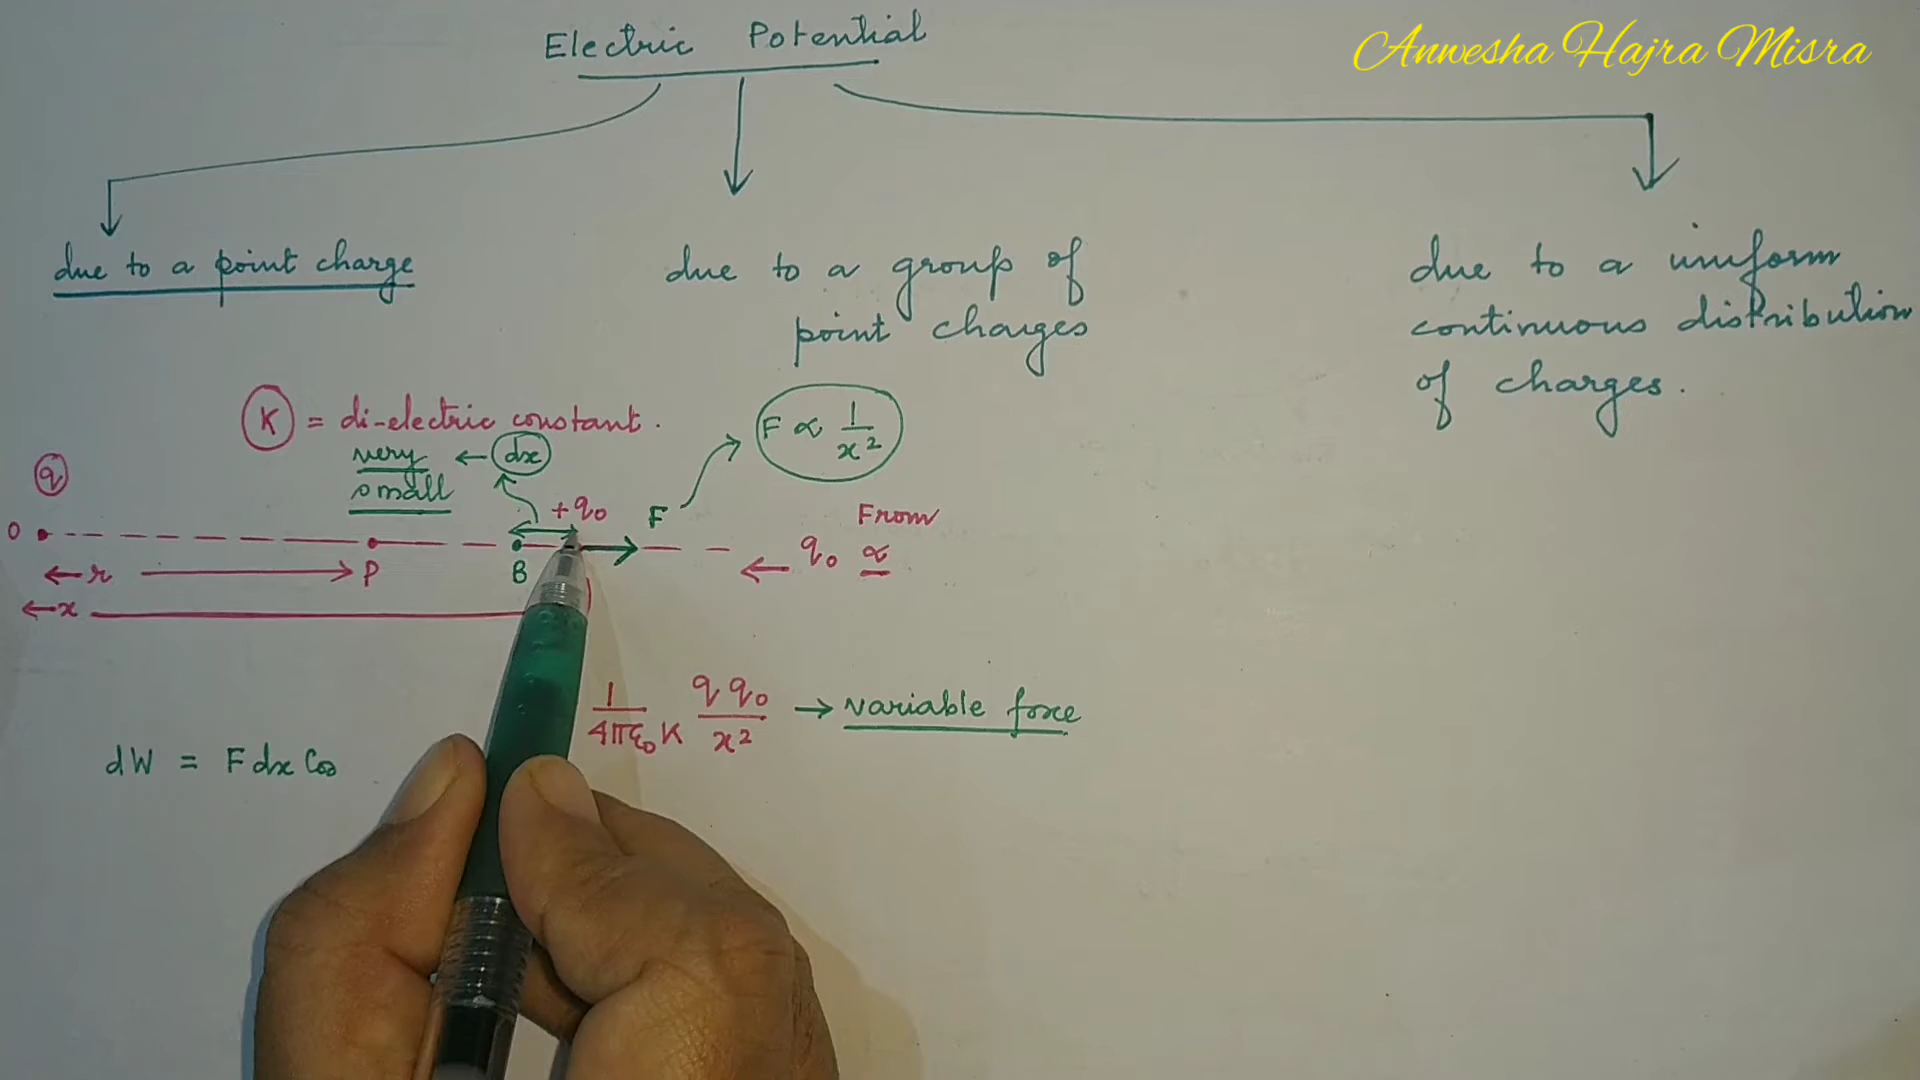 Anwesha Hajra Misra
Electric Potential
due to a point charge
due to a group of
point charges
due to a uniform
continuous distribution
of charges.
K = di-electric constant.
F ∝ 1/x²
very ← dx
small
q
+q₀
F
From
O
P
B
← q₀ ∝
← r → P
← x
1/4πε₀K qq₀/x² → variable force
dW = F dx Cos